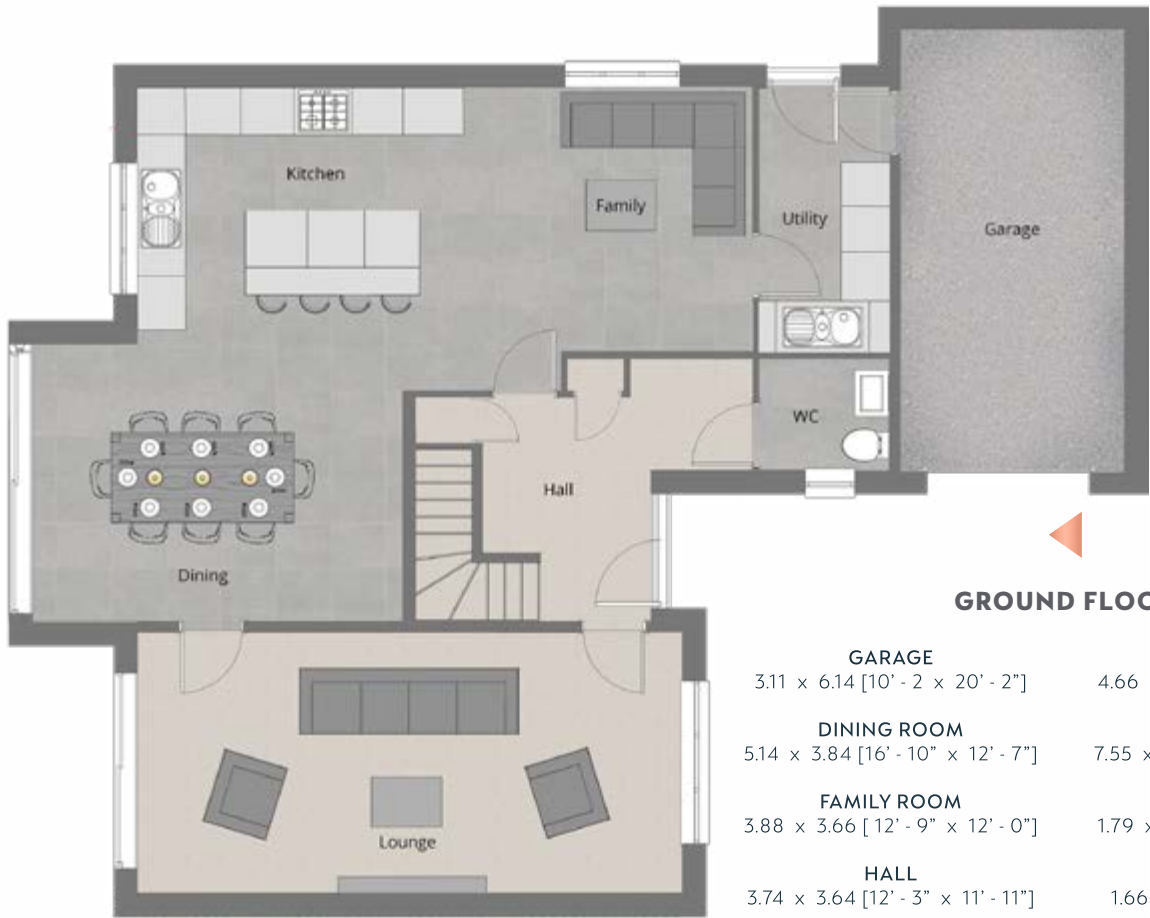 Kitchen
Family
Utility
Garage
WC
Hall
Dining
Lounge
GROUND FLOO
GARAGE
3.11 x 6.14 [10’ - 2 x 20’ - 2”]
4.66
DINING ROOM
5.14 x 3.84 [16’ - 10” x 12’ - 7”]
7.55 x
FAMILY ROOM
3.88 x 3.66 [ 12’ - 9” x 12’ - 0”]
1.79 x
HALL
3.74 x 3.64 [12’ - 3” x 11’ - 11”]
1.66